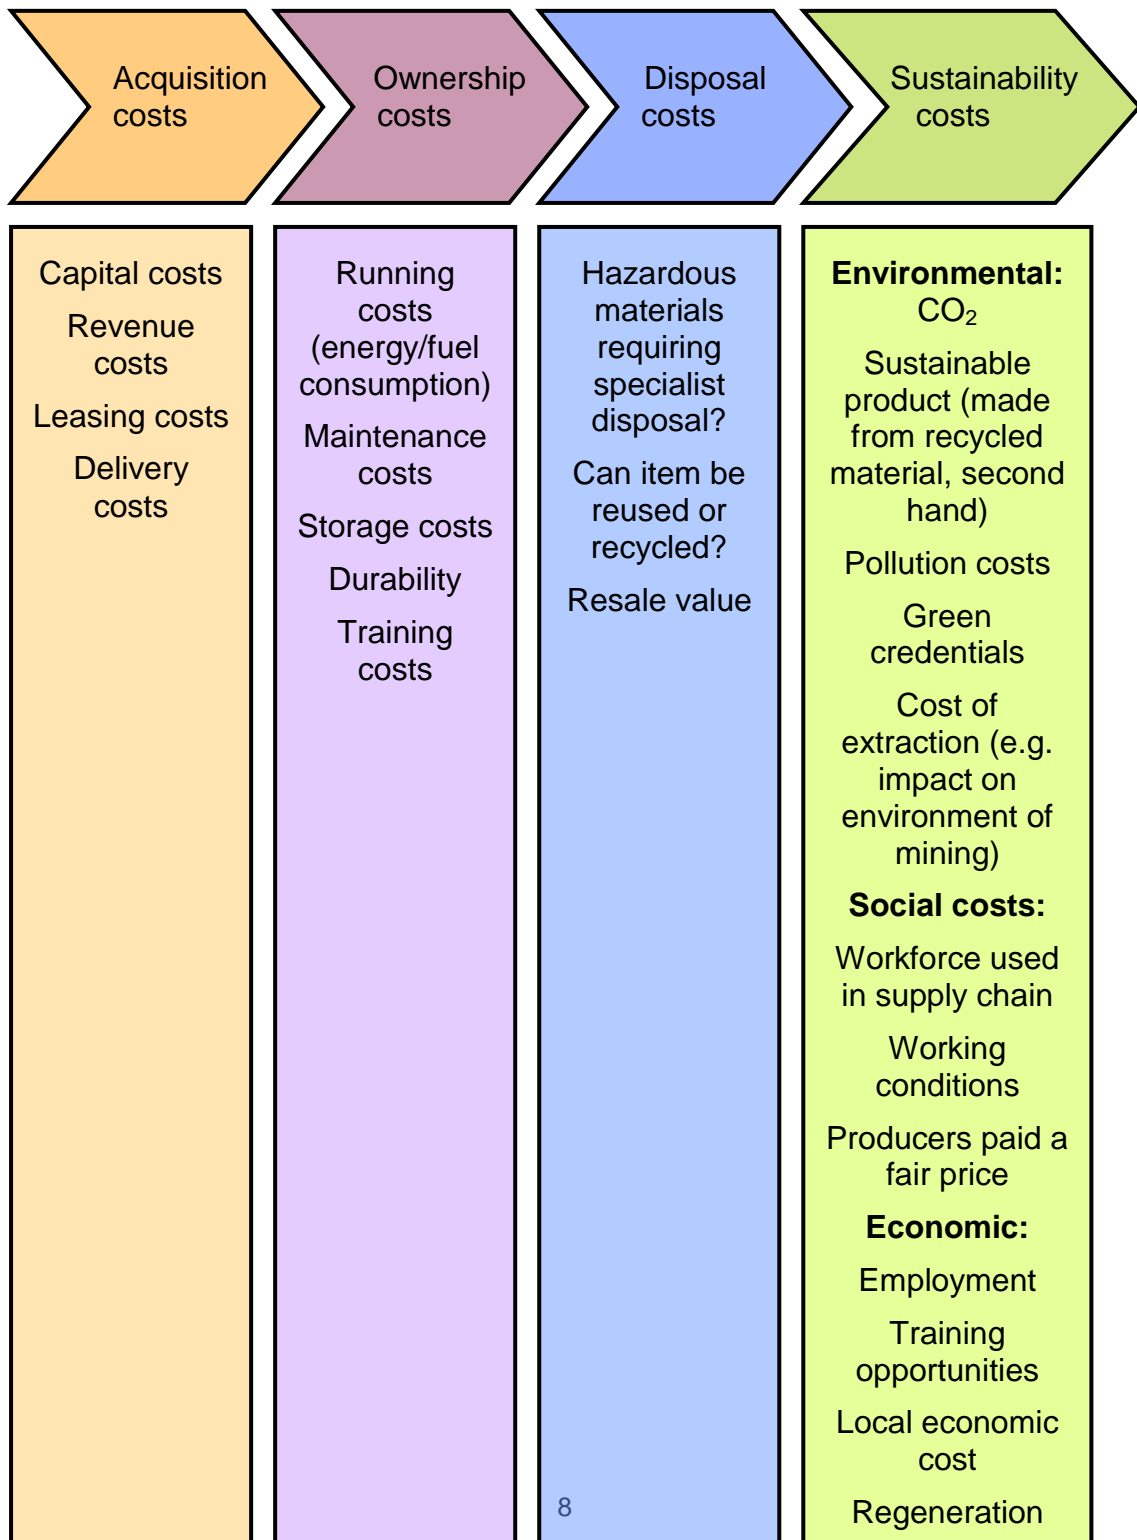 Acquisition
costs
Ownership
costs
Disposal
costs
Sustainability
costs
Capital costs
Revenue
costs
Leasing costs
Delivery
costs
Running
costs
(energy/fuel
consumption)
Maintenance
costs
Storage costs
Durability
Training
costs
Hazardous
materials
requiring
specialist
disposal?
Can item be
reused or
recycled?
Resale value
Environmental:
CO₂
Sustainable
product (made
from recycled
material, second
hand)
Pollution costs
Green
credentials
Cost of
extraction (e.g.
impact on
environment of
mining)
Social costs:
Workforce used
in supply chain
Working
conditions
Producers paid a
fair price
Economic:
Employment
Training
opportunities
Local economic
cost
Regeneration
8